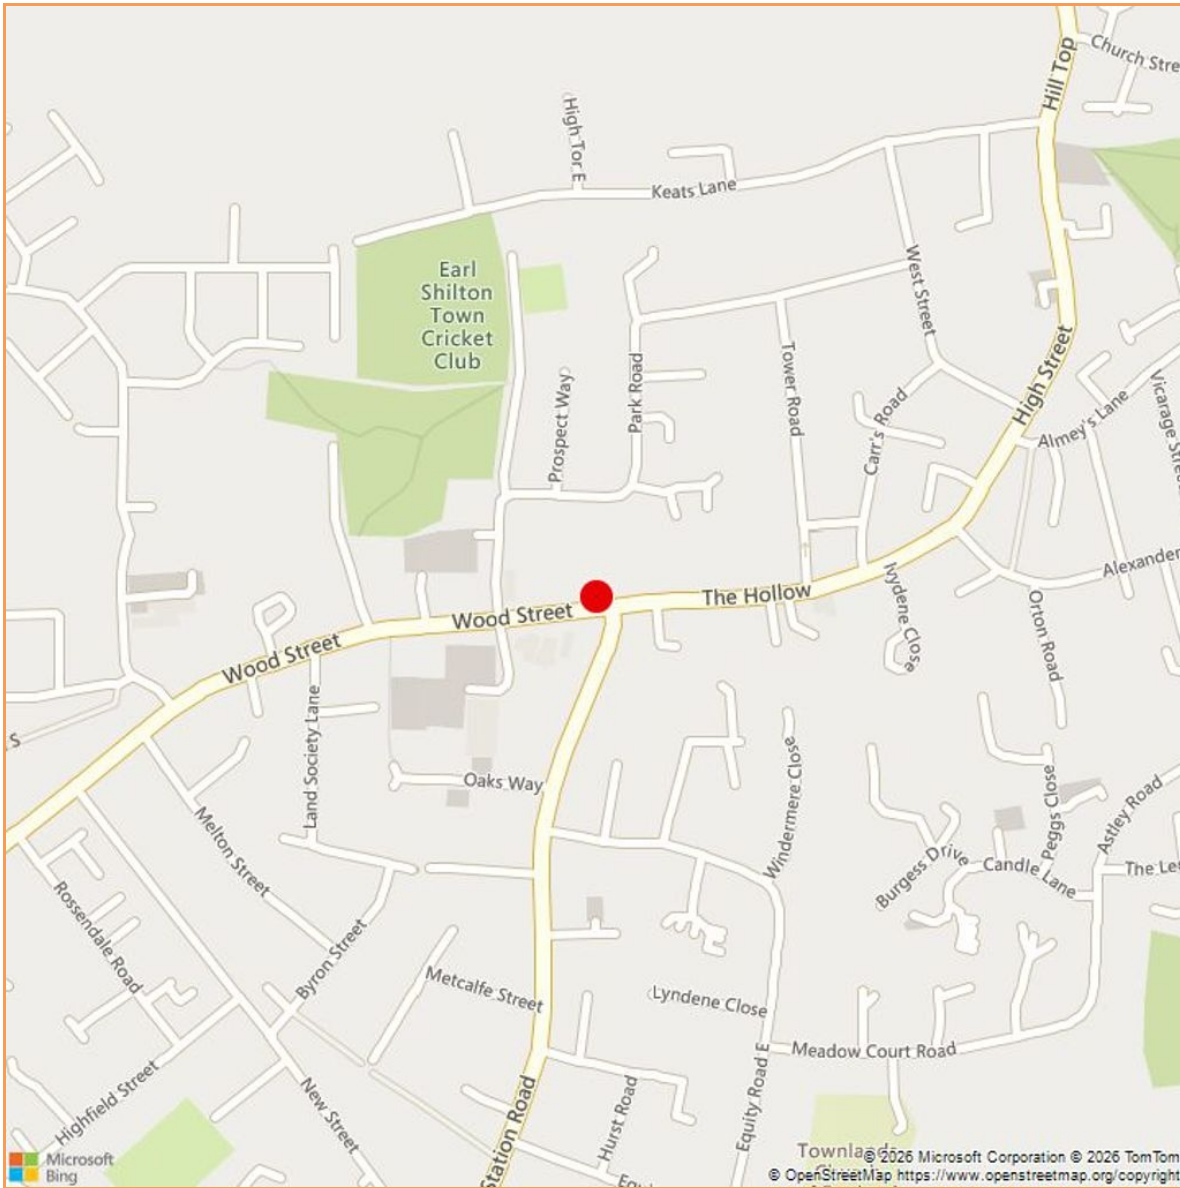 Hill Top
Church Stre
High Tor E
Keats Lane
Earl
Shilton
Town
Cricket
Club
West Street
High Street
Tower Road
Park Road
Prospect Way
Carr's Road
Almey's Lane
Vicarage Stre
Alexander
Ivydene Close
Orton Road
The Hollow
Wood Street
Wood Street
Land Society Lane
Oaks Way
Windermere Close
Peggs Close
Astley Road
Melton Street
Burgess Drive
Candle Lane
The Le
Rossendale Road
Byron Street
Metcalfe Street
Lyndene Close
Meadow Court Road
Equity Road E
Highfield Street
New Street
Hurst Road
Station Road
Townlands
Microsoft
Bing
© 2026 Microsoft Corporation © 2026 TomTom
© OpenStreetMap https://www.openstreetmap.org/copyright